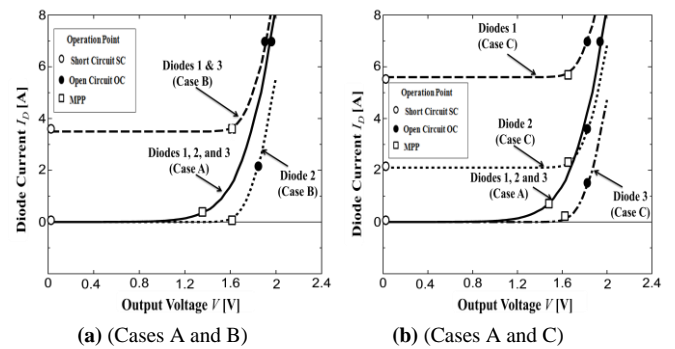 8
6
4
2
0
-2
0 0.4 0.8 1.2 1.6 2 2.4
Diode Current I_D [A]
Output Voltage V [V]
Operation Point
Short Circuit SC
Open Circuit OC
MPP
Diodes 1 & 3
(Case B)
Diodes 1, 2, and 3
(Case A)
Diode 2
(Case B)
(a) (Cases A and B)
8
6
4
2
0
-2
0 0.4 0.8 1.2 1.6 2 2.4
Diode Current I_D [A]
Output Voltage V [V]
Diodes 1
(Case C)
Operation Point
Short Circuit SC
Open Circuit OC
MPP
Diode 2
(Case C)
Diodes 1, 2, and 3
(Case A)
Diode 3
(Case C)
(b) (Cases A and C)